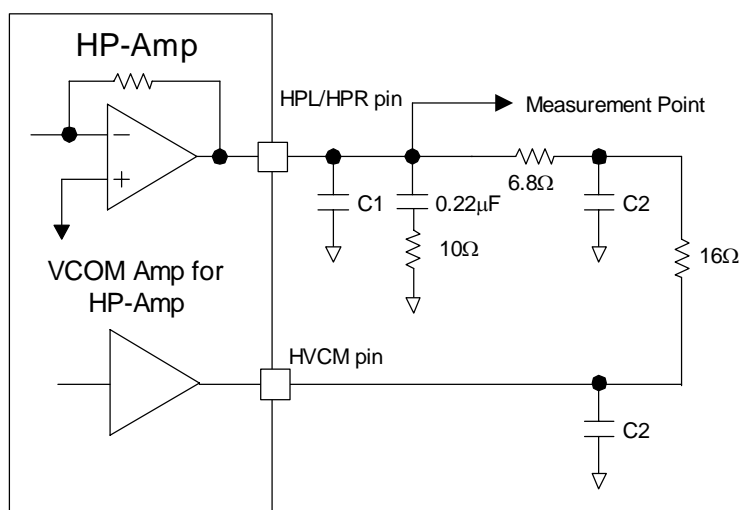 HP-Amp
HPL/HPR pin
Measurement Point
−
+
C1
0.22μF
10Ω
6.8Ω
C2
16Ω
VCOM Amp for
HP-Amp
HVCM pin
C2